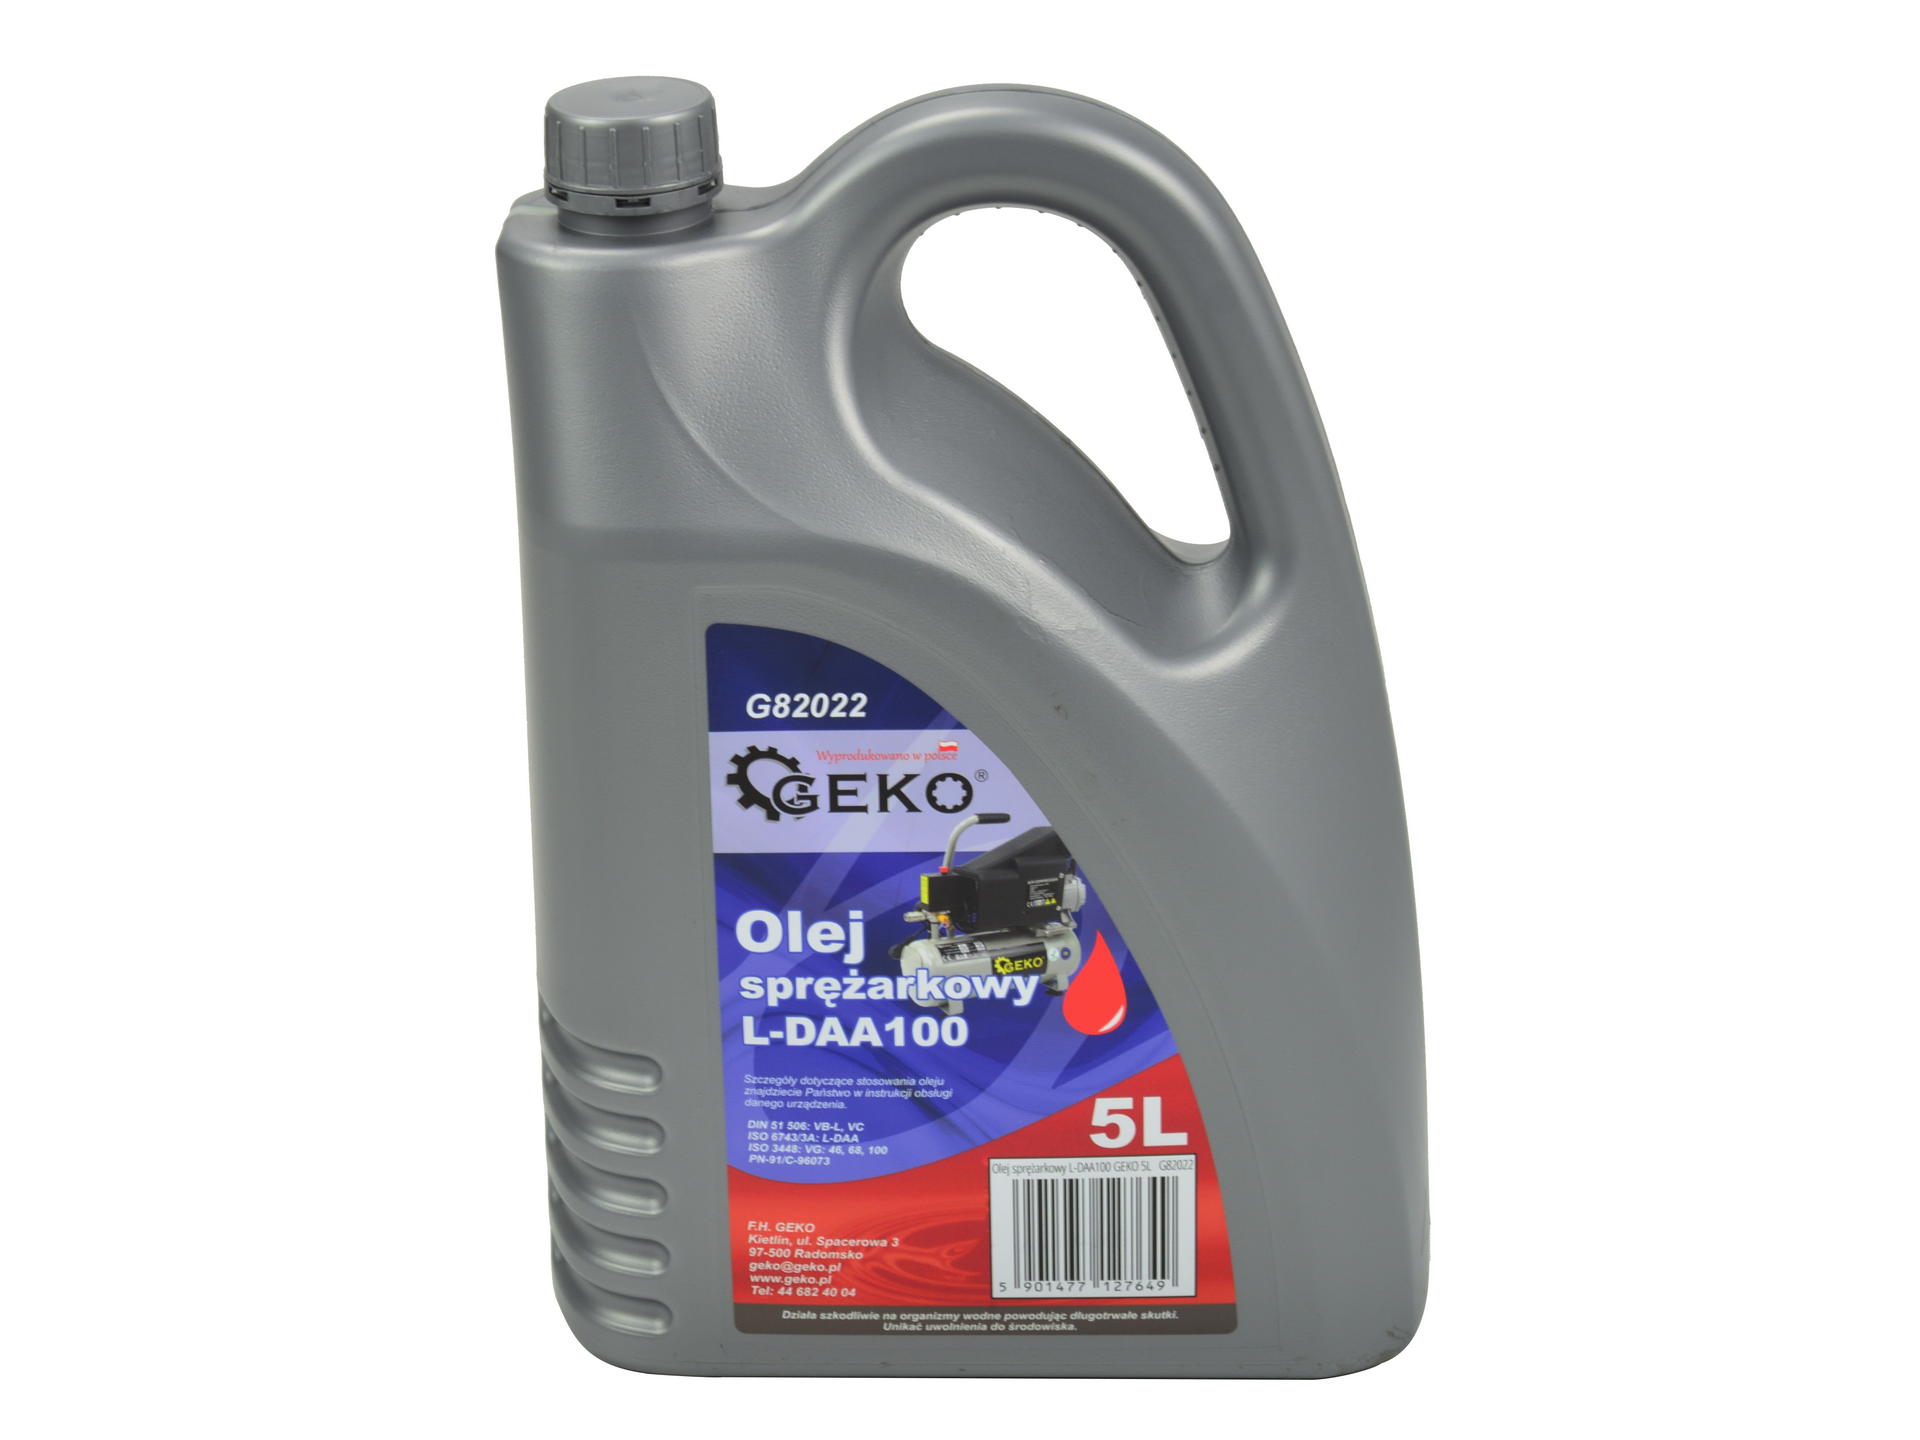 G82022
Wyprodukowano w polsce
GEKO®
GEKO
Olej
sprężarkowy
L-DAA100
Szczegóły dotyczące stosowania oleju
znajdziecie Państwo w instrukcji obsługi
danego urządzenia.
DIN 51 506: VB-L, VC
ISO 6743/3A: L-DAA
ISO 3448: VG: 46, 68, 100
PN-91/C-96073
5L
Olej sprężarkowy L-DAA100 GEKO 5L G82022
5 901477 127649
F.H. GEKO
Kietlin, ul. Spacerowa 3
97-500 Radomsko
geko@geko.pl
www.geko.pl
Tel: 44 682 40 04
Działa szkodliwie na organizmy wodne powodując długotrwałe skutki.
Unikać uwolnienia do środowiska.